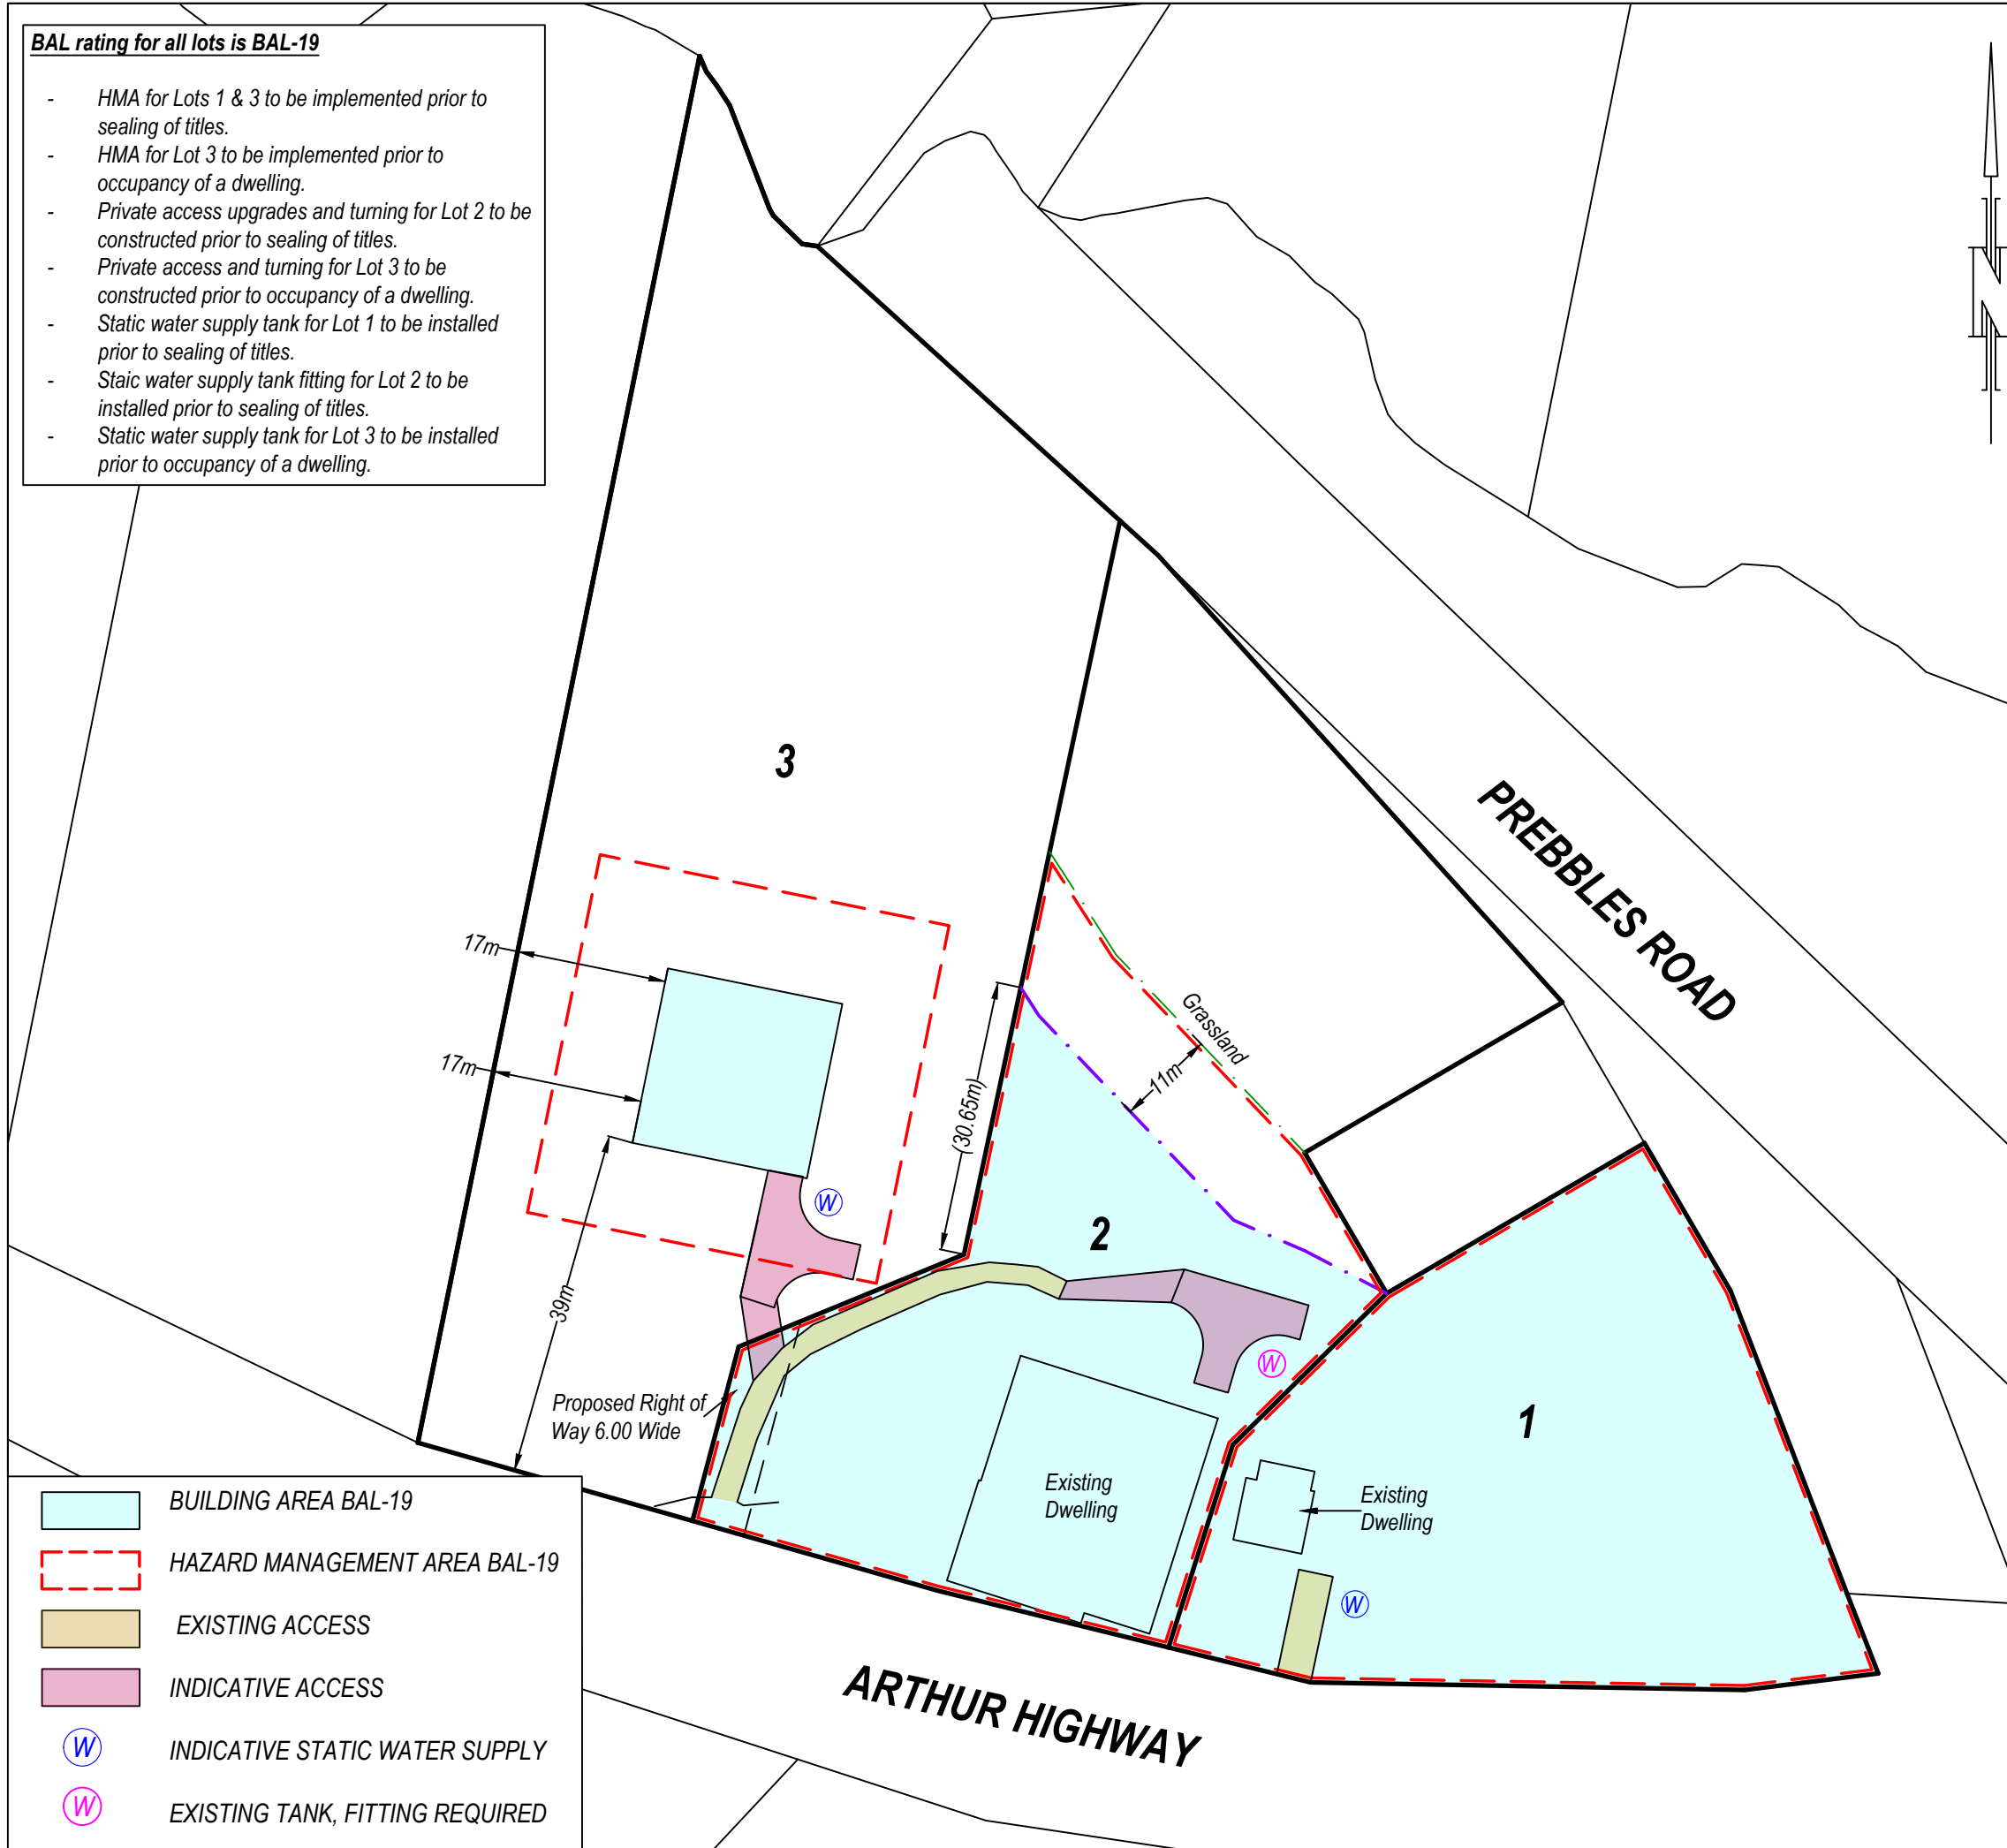 BAL rating for all lots is BAL-19
- HMA for Lots 1 & 3 to be implemented prior to
sealing of titles.
- HMA for Lot 3 to be implemented prior to
occupancy of a dwelling.
- Private access upgrades and turning for Lot 2 to be
constructed prior to sealing of titles.
- Private access and turning for Lot 3 to be
constructed prior to occupancy of a dwelling.
- Static water supply tank for Lot 1 to be installed
prior to sealing of titles.
- Staic water supply tank fitting for Lot 2 to be
installed prior to sealing of titles.
- Static water supply tank for Lot 3 to be installed
prior to occupancy of a dwelling.
N
3
PREBBLES ROAD
17m
17m
Grassland
11m
(30.65m)
W
2
39m
W
Proposed Right of
Way 6.00 Wide
1
Existing
Dwelling
Existing
Dwelling
W
ARTHUR HIGHWAY
BUILDING AREA BAL-19
HAZARD MANAGEMENT AREA BAL-19
EXISTING ACCESS
INDICATIVE ACCESS
W INDICATIVE STATIC WATER SUPPLY
W EXISTING TANK, FITTING REQUIRED